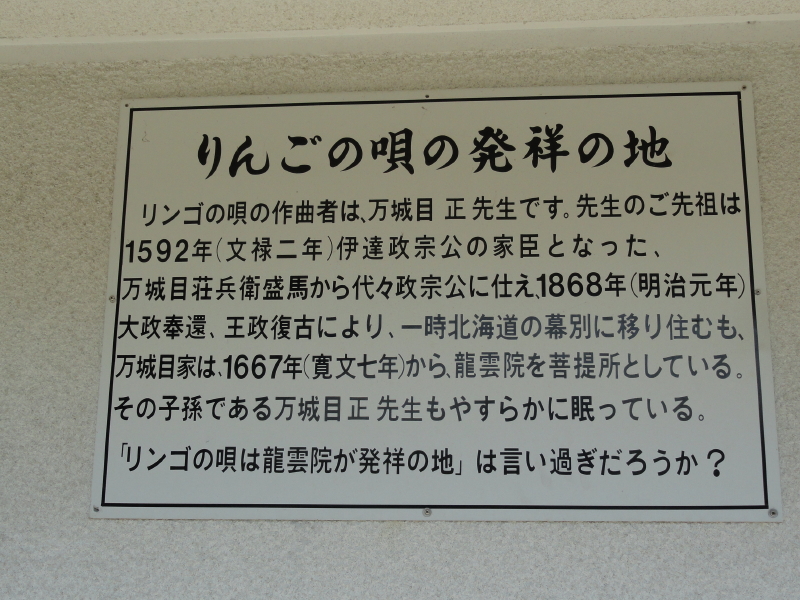 りんごの唄の発祥の地
リンゴの唄の作曲者は、万城目 正 先生です。先生のご先祖は
1592年(文禄二年)伊達政宗公の家臣となった、
万城目荘兵衛盛馬から代々政宗公に仕え、1868年(明治元年)
大政奉還、王政復古により、一時北海道の幕別に移り住むも、
万城目家は、1667年(寛文七年)から、龍雲院を菩提所としている。
その子孫である万城目正 先生もやすらかに眠っている。
「リンゴの唄は龍雲院が発祥の地」は言い過ぎだろうか？